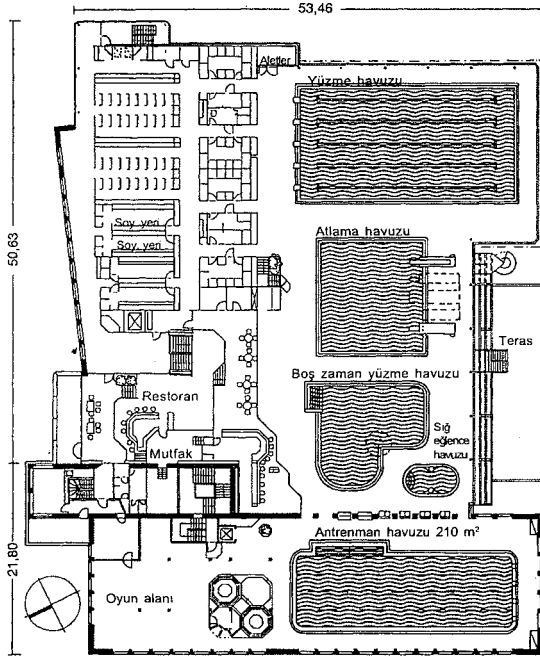 53,46
Aletler
Yüzme havuzu
Soy. yeri
Soy. yeri
Atlama havuzu
50,63
Teras
Boş zaman yüzme havuzu
Restoran
Sığ
eğlence
havuzu
Mutfak
Antrenman havuzu 210 m²
21,80
Oyun alanı